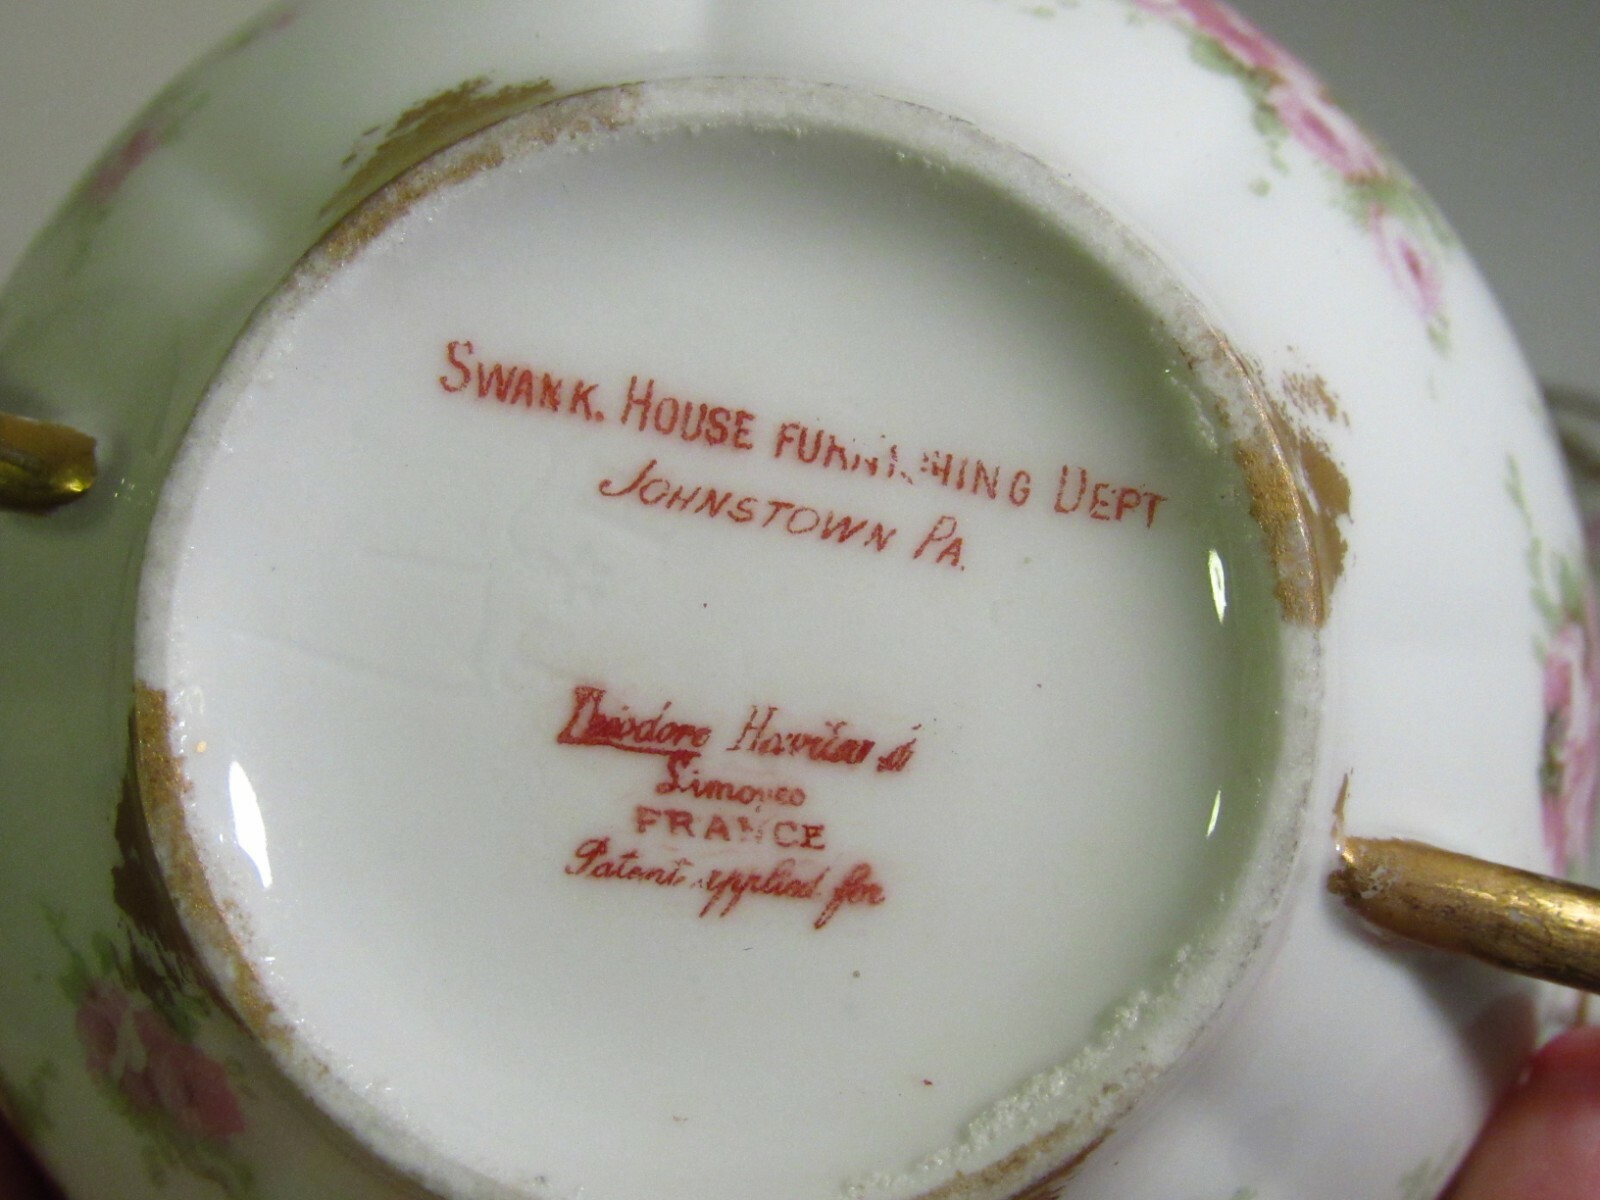 SWANK. HOUSE FURNISHING DEPT
JOHNSTOWN PA.
Theodore Haviland
Limoges
FRANCE
Patent applied for